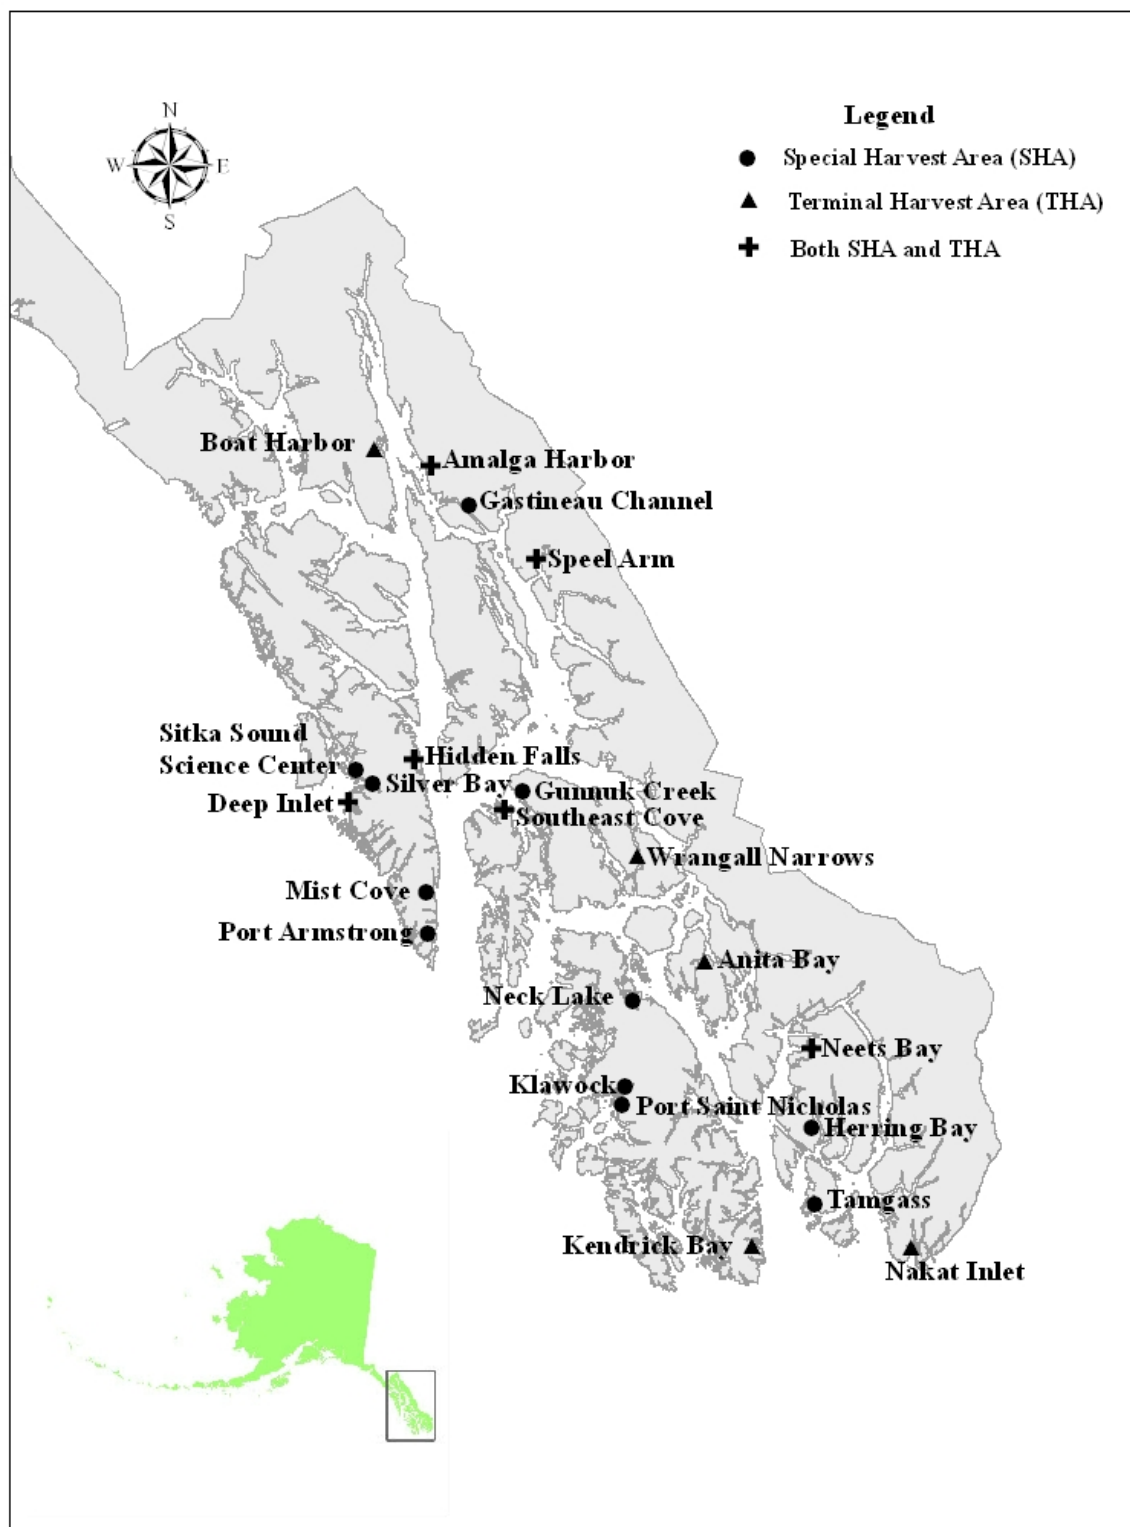 N
W
E
S
Legend
Special Harvest Area (SHA)
Terminal Harvest Area (THA)
Both SHA and THA
Boat Harbor
Amalga Harbor
Gastineau Channel
Speel Arm
Sitka Sound
Science Center
Hidden Falls
Silver Bay
Gunnuk Creek
Deep Inlet
Southeast Cove
Wrangall Narrows
Mist Cove
Port Armstrong
Anita Bay
Neck Lake
Neets Bay
Klawock
Port Saint Nicholas
Herring Bay
Tamgass
Kendrick Bay
Nakat Inlet